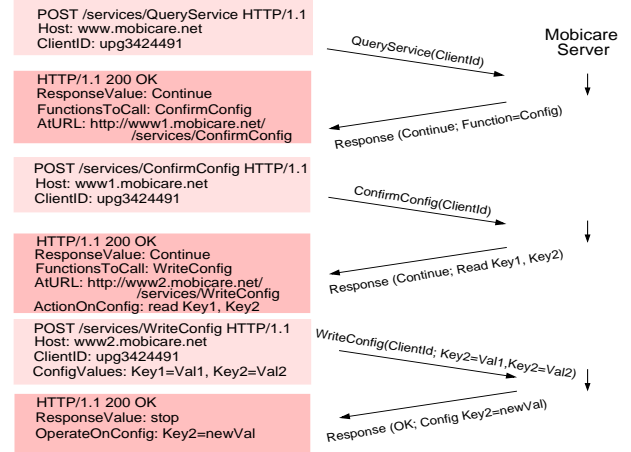 POST /services/QueryService HTTP/1.1
Host: www.mobicare.net
ClientID: upg3424491
QueryService(ClientId)
Mobicare
Server
HTTP/1.1 200 OK
ResponseValue: Continue
FunctionsToCall: ConfirmConfig
AtURL: http://www1.mobicare.net/
/services/ConfirmConfig
Response (Continue; Function=Config)
POST /services/ConfirmConfig HTTP/1.1
Host: www1.mobicare.net
ClientID: upg3424491
ConfirmConfig(ClientId)
HTTP/1.1 200 OK
ResponseValue: Continue
FunctionsToCall: WriteConfig
AtURL: http://www2.mobicare.net/
/services/WriteConfig
ActionOnConfig: read Key1, Key2
Response (Continue; Read Key1, Key2)
POST /services/WriteConfig HTTP/1.1
Host: www2.mobicare.net
ClientID: upg3424491
ConfigValues: Key1=Val1, Key2=Val2
WriteConfig(ClientId; Key2=Val1,Key2=Val2)
HTTP/1.1 200 OK
ResponseValue: stop
OperateOnConfig: Key2=newVal
Response (OK; Config Key2=newVal)